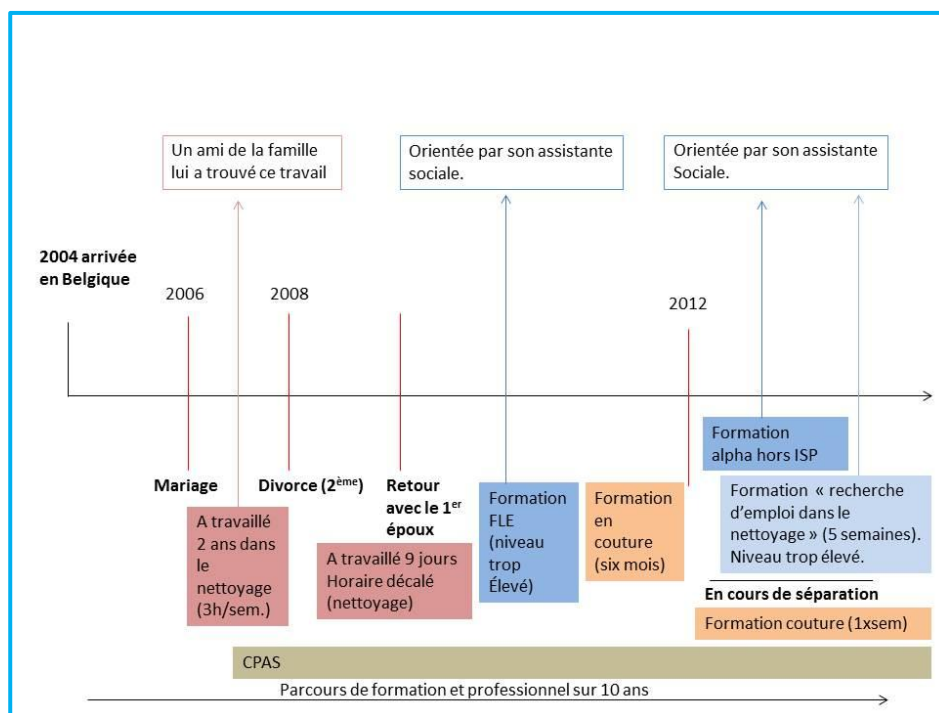 Un ami de la famille
lui a trouvé ce travail
Orientée par son assistante
sociale.
Orientée par son assistante
Sociale.
2004 arrivée
en Belgique
2006
2008
2012
Mariage
Divorce (2ème)
Retour
avec le 1er
époux
A travaillé
2 ans dans
le
nettoyage
(3h/sem.)
A travaillé 9 jours
Horaire décalé
(nettoyage)
Formation
FLE
(niveau
trop
Élevé)
Formation
en
couture
(six mois)
Formation
alpha hors ISP
Formation « recherche
d'emploi dans le
nettoyage » (5 semaines).
Niveau trop élevé.
En cours de séparation
Formation couture (1xsem)
CPAS
Parcours de formation et professionnel sur 10 ans